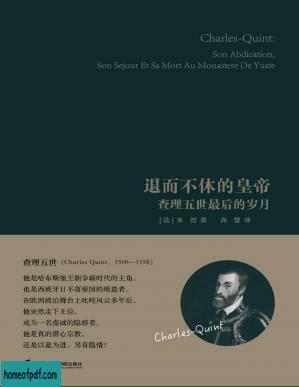 Charles-Quint:
Son Abdication,
Son Sejour Et Sa Mort Au Monastere De Yuste
退而不休的皇帝
查理五世最后的岁月
[法] 米 涅 著 尚 慧 译
查理五世 (Charles Quint, 1500—1558)
他是哈布斯堡王朝争霸时代的主角,
也是西班牙日不落帝国的缔造者。
在欧洲政治舞台上叱咤风云多年后,
他突然走下王位,
成为一名虔诚的隐修者。
他是真的潜心宗教,
还是以退为进、另有隐情?
Charles-Quint
homeofpdf.com